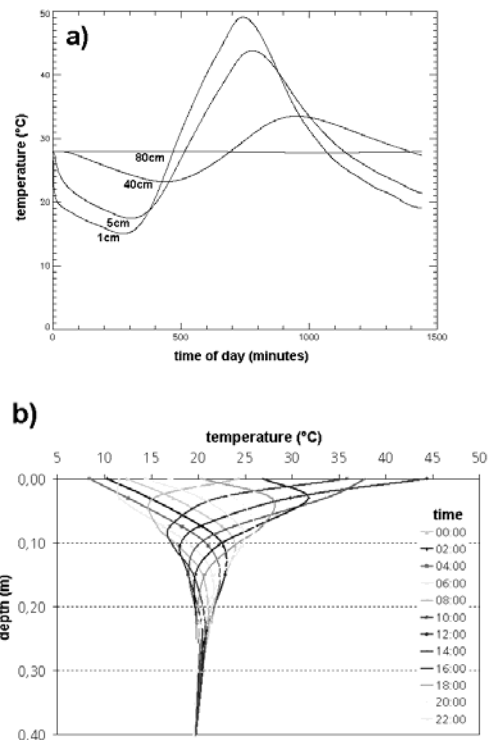 a)
50
40
30
20
10
0
temperature (°C)
80cm
40cm
5cm
1cm
0
500
1000
1500
time of day (minutes)
b)
temperature (°C)
5 10 15 20 25 30 35 40 45 50
0,00
0,10
0,20
0,30
0.40
depth (m)
time
00:00
02:00
04:00
06:00
08:00
10:00
12:00
14:00
16:00
18:00
20:00
22:00